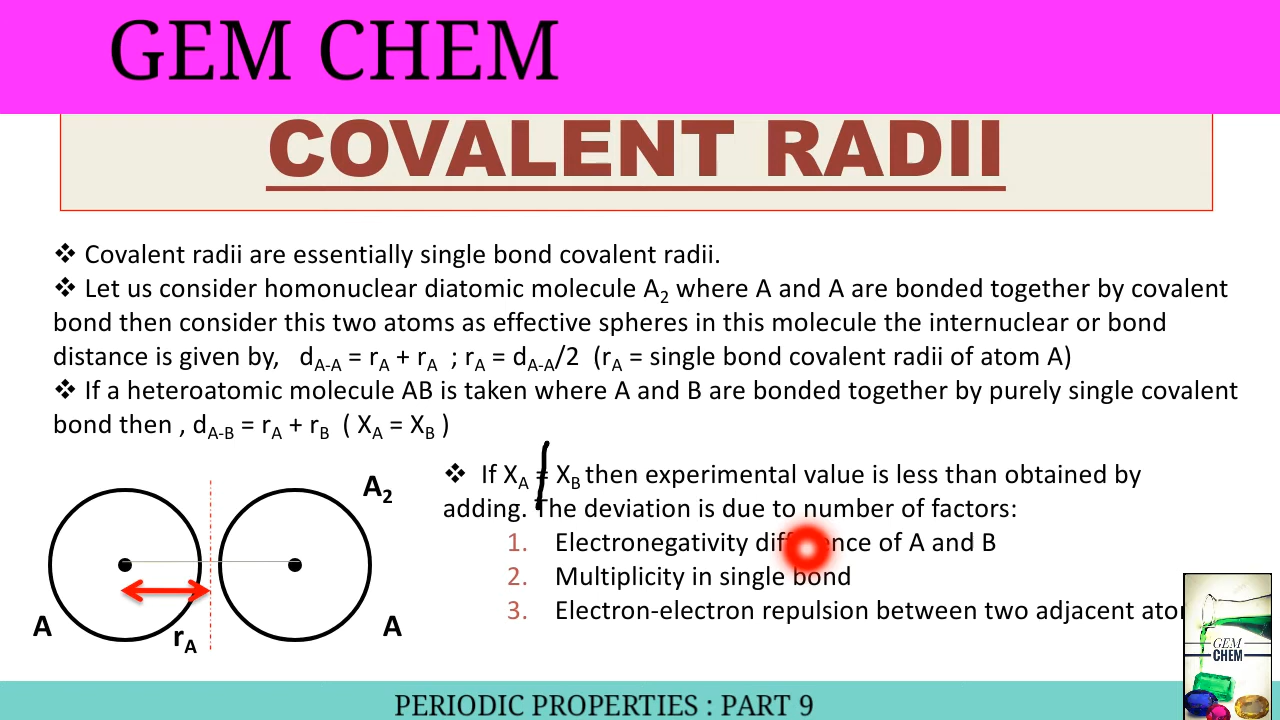 GEM CHEM
COVALENT RADII
❖ Covalent radii are essentially single bond covalent radii.
❖ Let us consider homonuclear diatomic molecule A2 where A and A are bonded together by covalent
bond then consider this two atoms as effective spheres in this molecule the internuclear or bond
distance is given by, dA-A = rA + rA ; rA = dA-A/2 (rA = single bond covalent radii of atom A)
❖ If a heteroatomic molecule AB is taken where A and B are bonded together by purely single covalent
bond then , dA-B = rA + rB ( XA = XB )
❖ If XA ≠ XB then experimental value is less than obtained by
adding. The deviation is due to number of factors:
1. Electronegativity difference of A and B
2. Multiplicity in single bond
3. Electron-electron repulsion between two adjacent
A2
A
rA
A
GEM
CHEM
PERIODIC PROPERTIES : PART 9